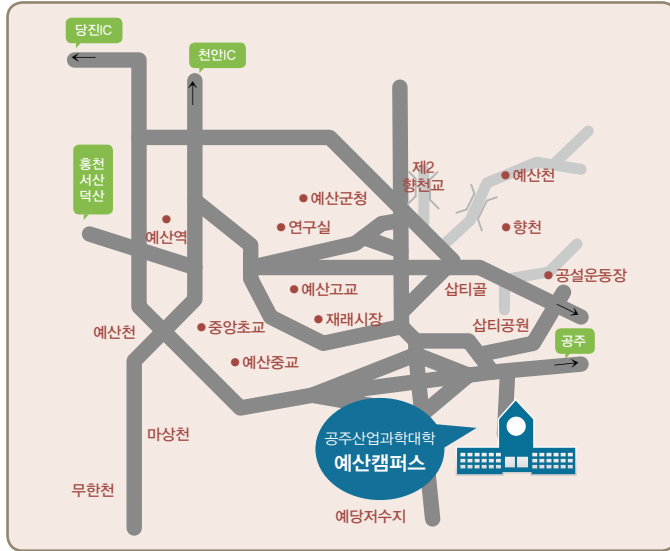 당진IC
천안IC
홍천
서산
덕산
제2
향천교
예산천
예산군청
예산역
연구실
향천
공설운동장
삽티골
예산고교
재래시장
삽티공원
예산천
중앙초교
공주
예산중교
마상천
공주산업과학대학
예산캠퍼스
무한천
예당저수지